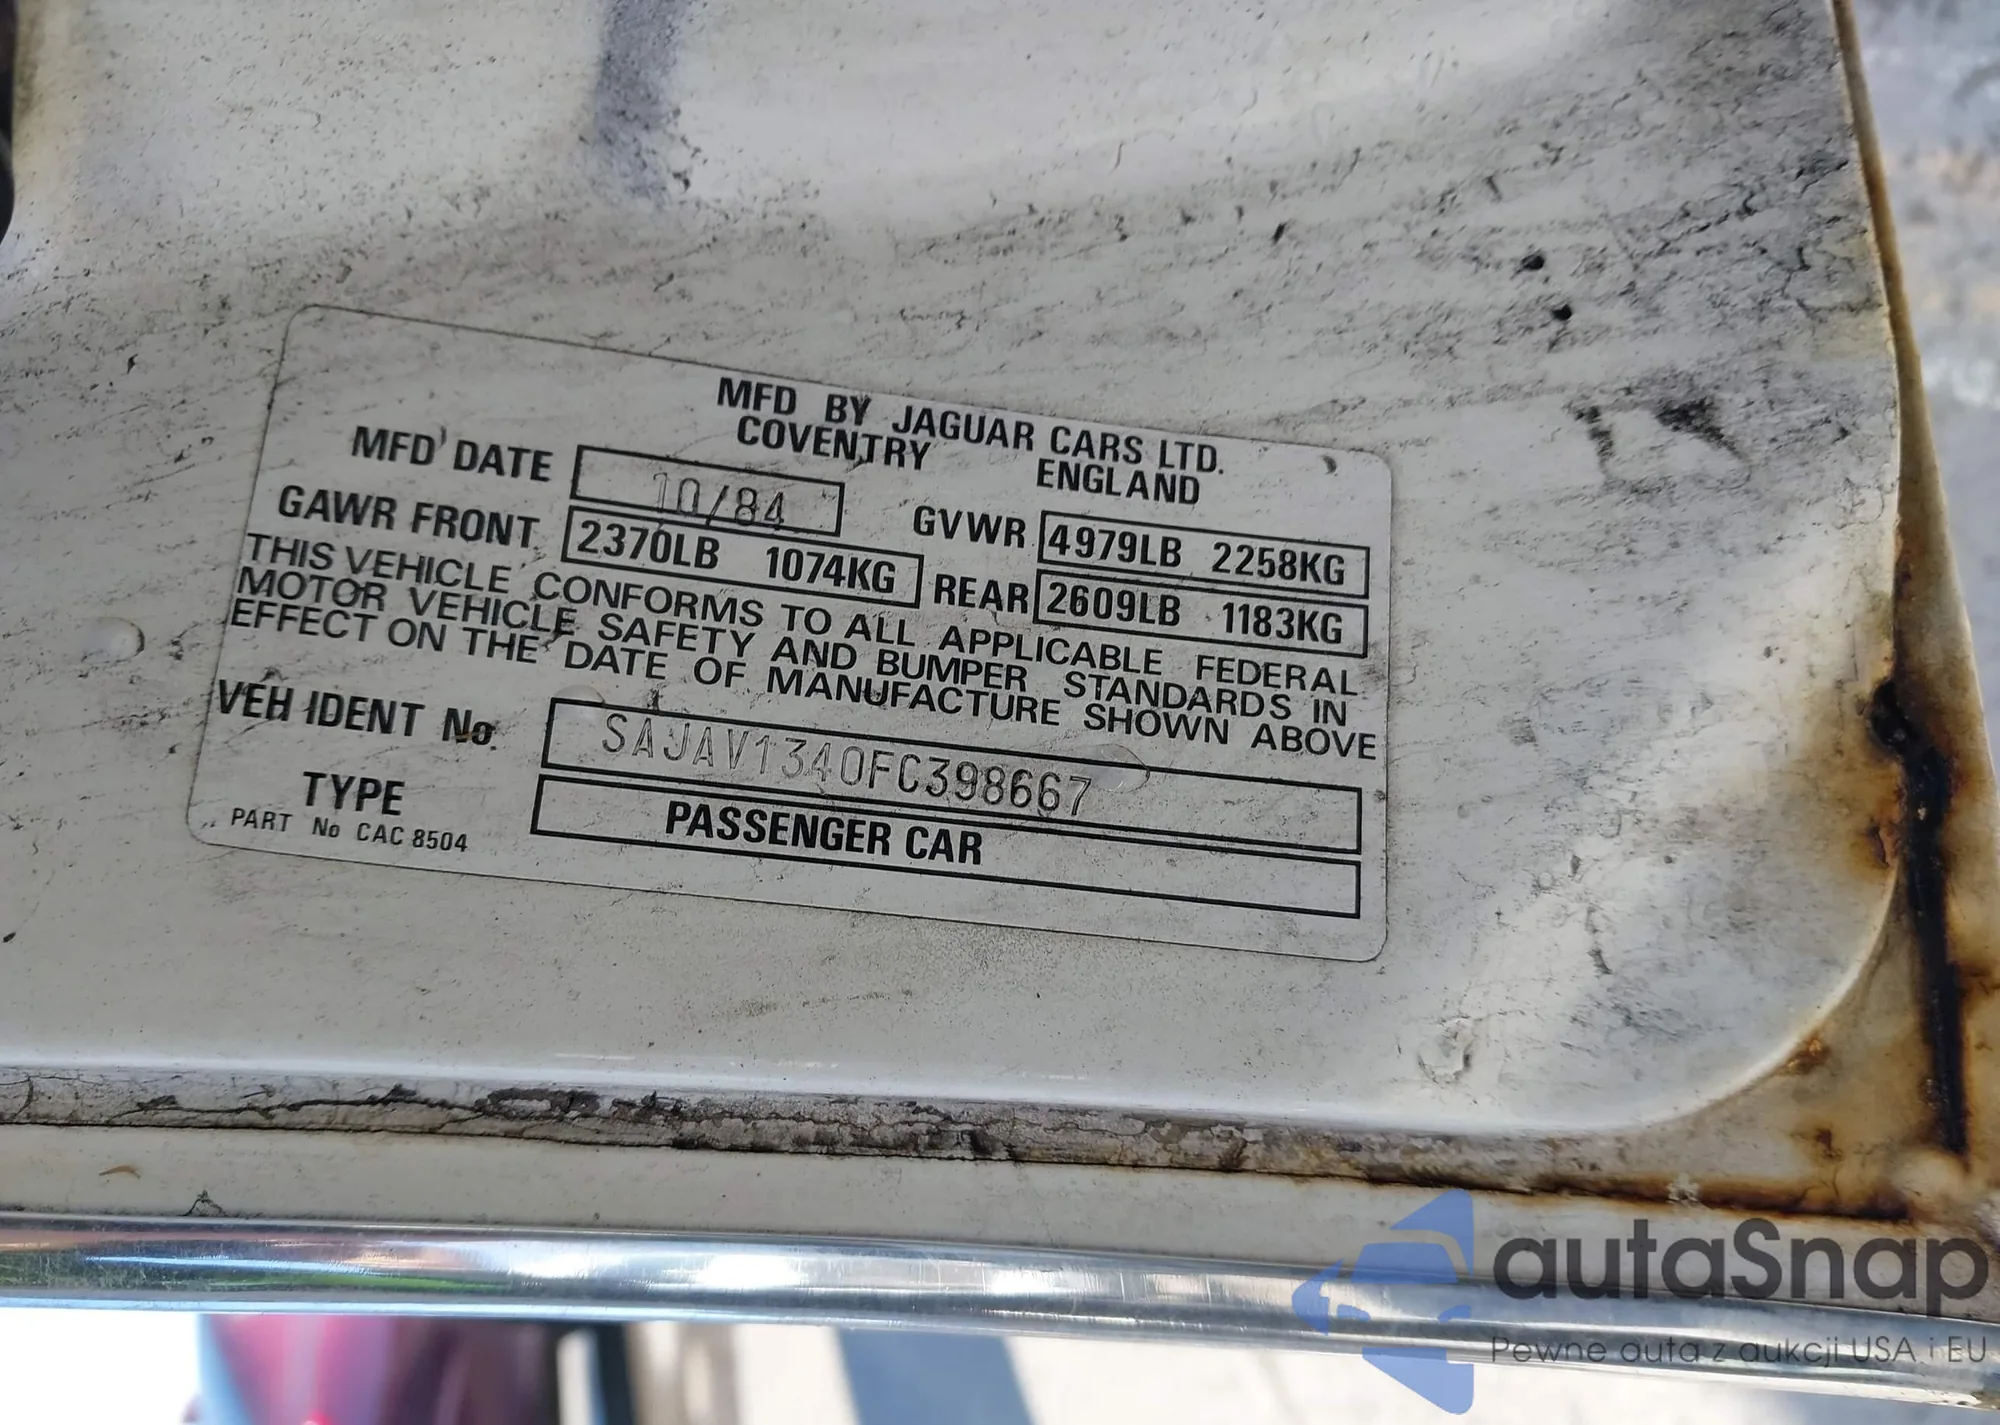 MFD BY JAGUAR CARS LTD.
COVENTRY ENGLAND
MFD' DATE 10/84 GVWR 4979LB 2258KG
GAWR FRONT 2370LB 1074KG REAR 2609LB 1183KG
THIS VEHICLE CONFORMS TO ALL APPLICABLE FEDERAL
MOTOR VEHICLE SAFETY AND BUMPER STANDARDS IN
EFFECT ON THE DATE OF MANUFACTURE SHOWN ABOVE
VEH IDENT No. SAJAV1340FC398667
TYPE PASSENGER CAR
PART No CAC 8504
autaSnap
Pewne auta z aukcji USA i EU